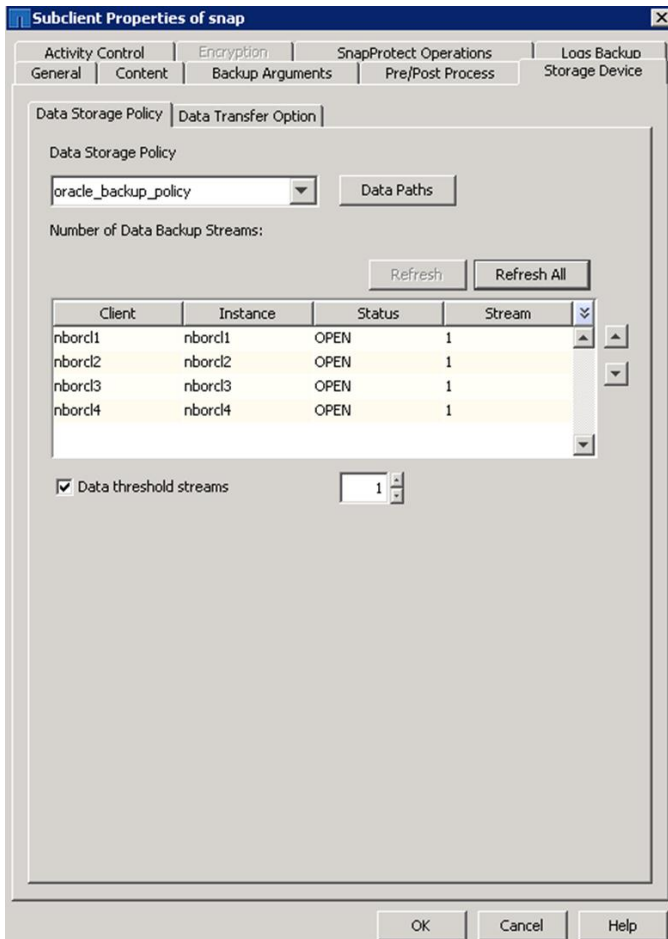 Subclient Properties of snap
Activity Control Encryption SnapProtect Operations Logs Backup
General Content Backup Arguments Pre/Post Process Storage Device
Data Storage Policy Data Transfer Option
Data Storage Policy
oracle_backup_policy Data Paths
Number of Data Backup Streams:
Refresh Refresh All
Client Instance Status Stream
nborcl1 nborcl1 OPEN 1
nborcl2 nborcl2 OPEN 1
nborcl3 nborcl3 OPEN 1
nborcl4 nborcl4 OPEN 1
Data threshold streams 1
OK Cancel Help